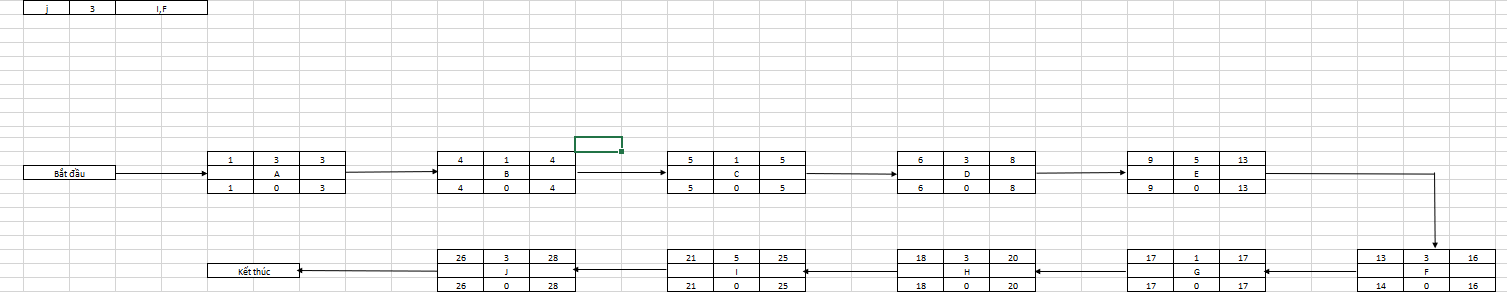 j 3 I,F
1 3 3 4 1 4 5 1 5 6 3 8 9 5 13
Bắt đầu A B C D E
1 0 3 4 0 4 5 0 5 6 0 8 9 0 13
26 3 28 21 5 25 18 3 20 17 1 17 13 3 16
Kết thúc J I H G F
26 0 28 21 0 25 18 0 20 17 0 17 14 0 16